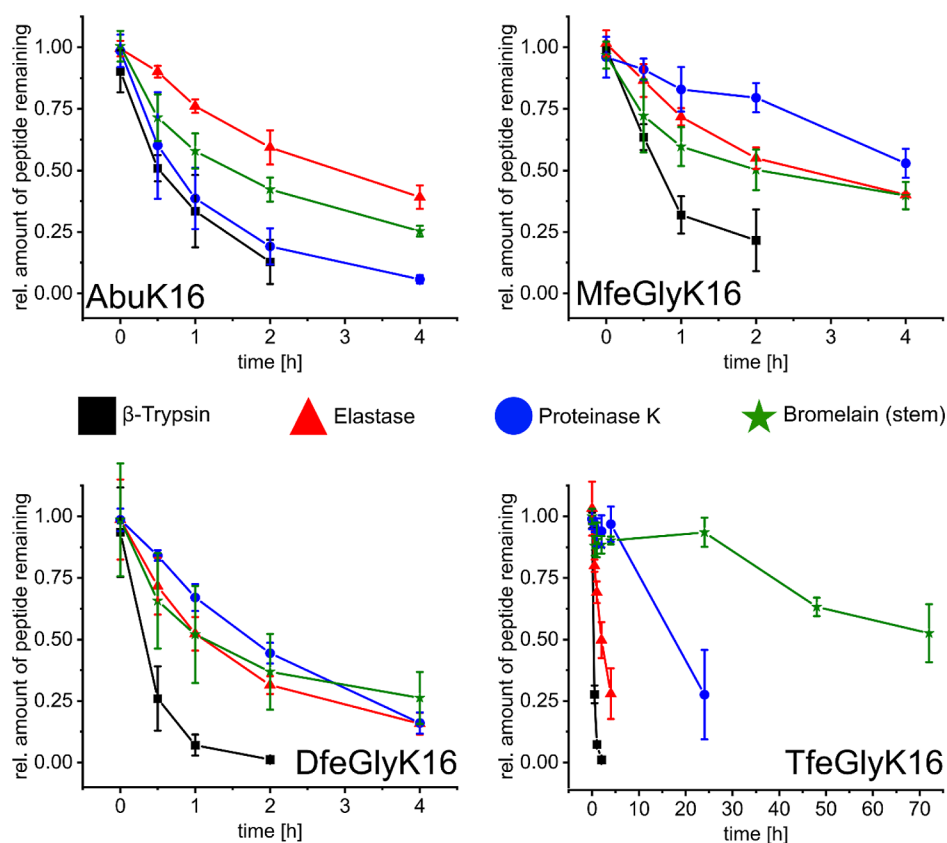 1.00
0.75
0.50
0.25
0.00
rel. amount of peptide remaining
AbuK16
0 1 2 3 4
time [h]
1.00
0.75
0.50
0.25
0.00
rel. amount of peptide remaining
MfeGlyK16
0 1 2 3 4
time [h]
β-Trypsin Elastase Proteinase K Bromelain (stem)
1.00
0.75
0.50
0.25
0.00
rel. amount of peptide remaining
DfeGlyK16
0 1 2 3 4
time [h]
1.00
0.75
0.50
0.25
0.00
rel. amount of peptide remaining
TfeGlyK16
0 10 20 30 40 50 60 70
time [h]